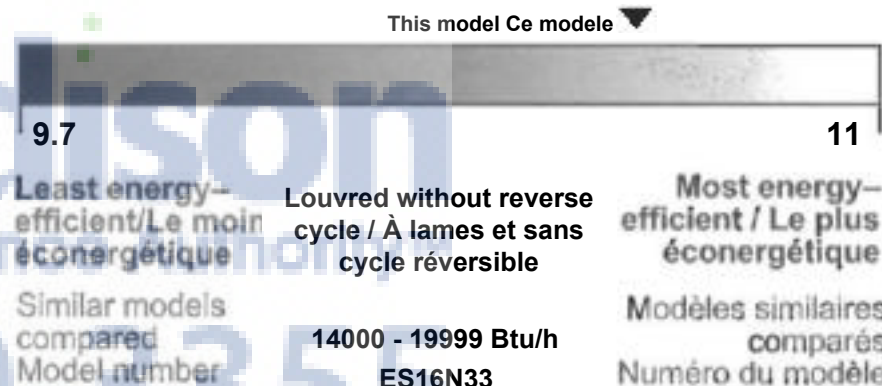 This model Ce modele
9.7 11
Least energy–
efficient/Le moin
éconergétique
Louvred without reverse
cycle / À lames et sans
cycle réversible
Most energy–
efficient / Le plus
éconergétique
Similar models
compared
Model number
14000 - 19999 Btu/h
ES16N33
Modèles similaires
comparés
Numéro du modèle
dison